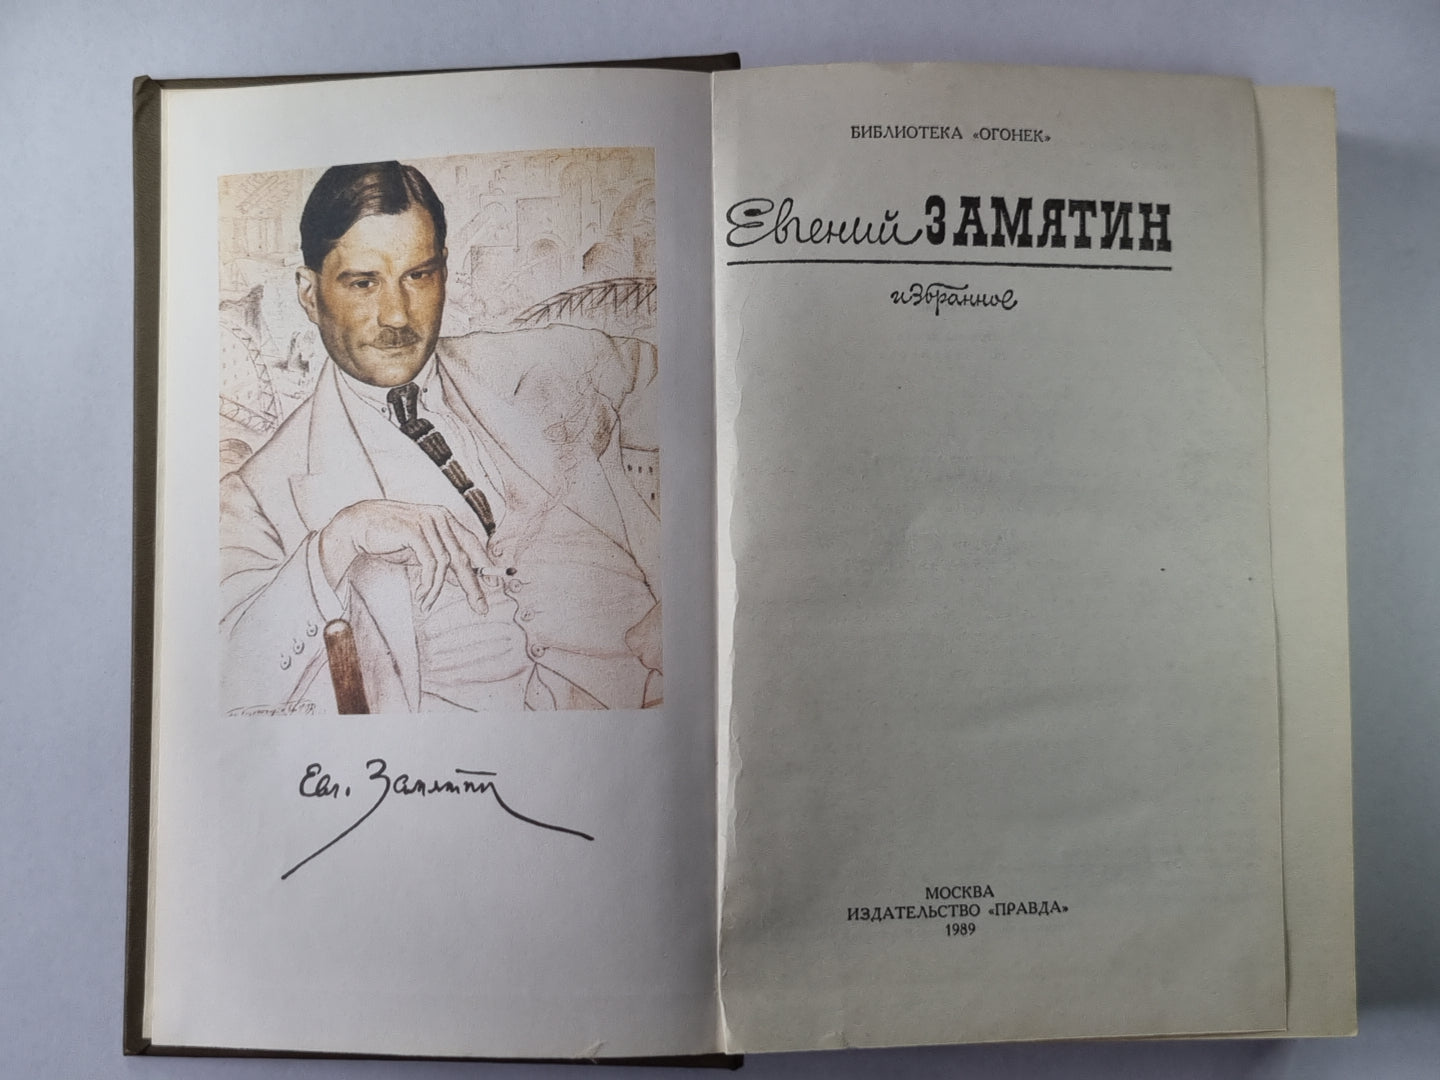 Евг. Замятин
БИБЛИОТЕКА «ОГОНЕК»
Евгений ЗАМЯТИН
избранное
МОСКВА
ИЗДАТЕЛЬСТВО «ПРАВДА»
1989